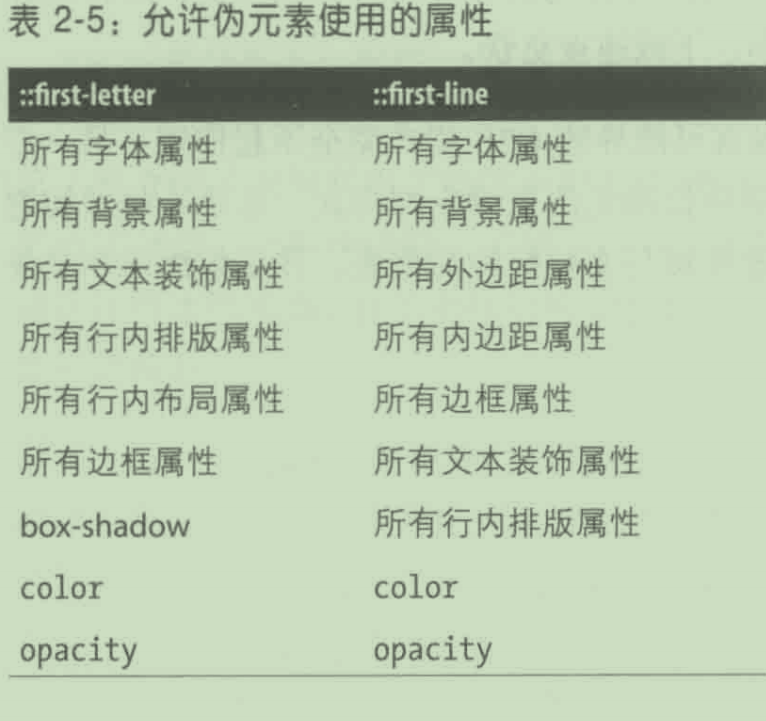 表 2-5：允许伪元素使用的属性
::first-letter ::first-line
所有字体属性 所有字体属性
所有背景属性 所有背景属性
所有文本装饰属性 所有外边距属性
所有行内排版属性 所有内边距属性
所有行内布局属性 所有边框属性
所有边框属性 所有文本装饰属性
box-shadow 所有行内排版属性
color color
opacity opacity